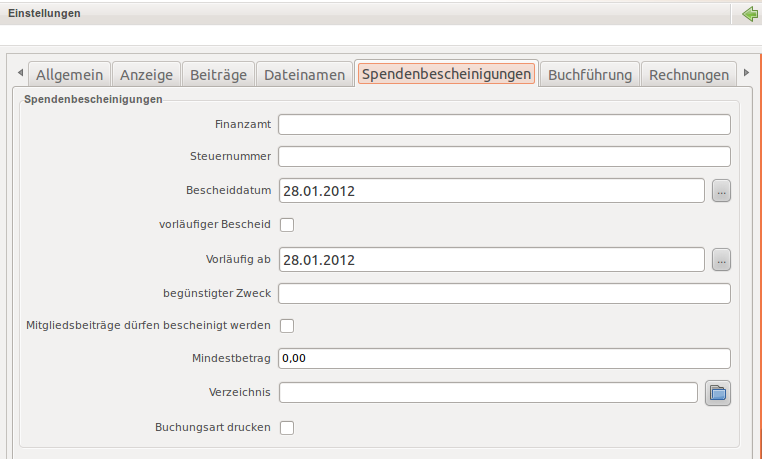 Einstellungen
Allgemein Anzeige Beiträge Dateinamen Spendenbescheinigungen Buchführung Rechnungen
Spendenbescheinigungen
Finanzamt
Steuernummer
Bescheiddatum 28.01.2012 ...
vorläufiger Bescheid
Vorläufig ab 28.01.2012 ...
begünstigter Zweck
Mitgliedsbeiträge dürfen bescheinigt werden
Mindestbetrag 0,00
Verzeichnis
Buchungsart drucken